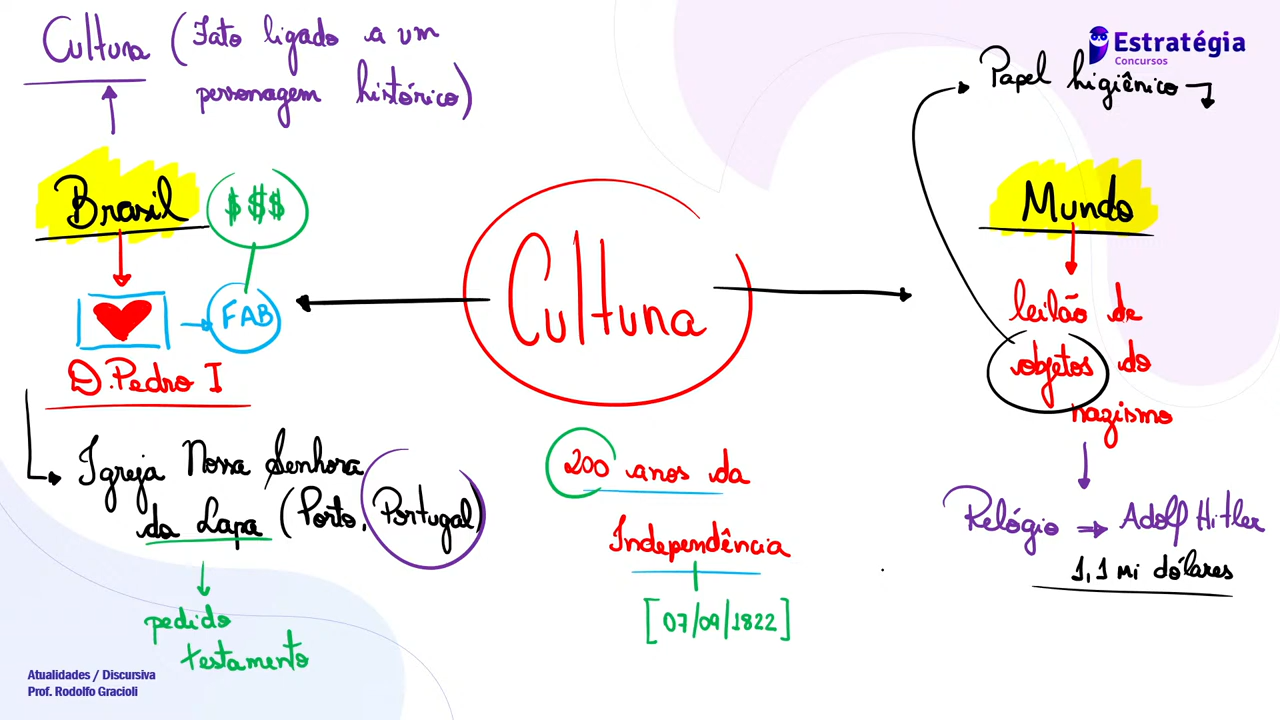 Cultura (Fato ligado a um
personagem histórico)
Estratégia
Concursos
Papel higiênico
Brasil
$$$
FAB
D. Pedro I
Igreja Nossa Senhora
da Lapa (Porto, Portugal)
pedido
testamento
Cultura
200 anos da
Independência
[07/09/1822]
Mundo
leilão de
objetos do
nazismo
Relógio → Adolf Hitler
1,1 mi dólares
Atualidades / Discursiva
Prof. Rodolfo Gracioli